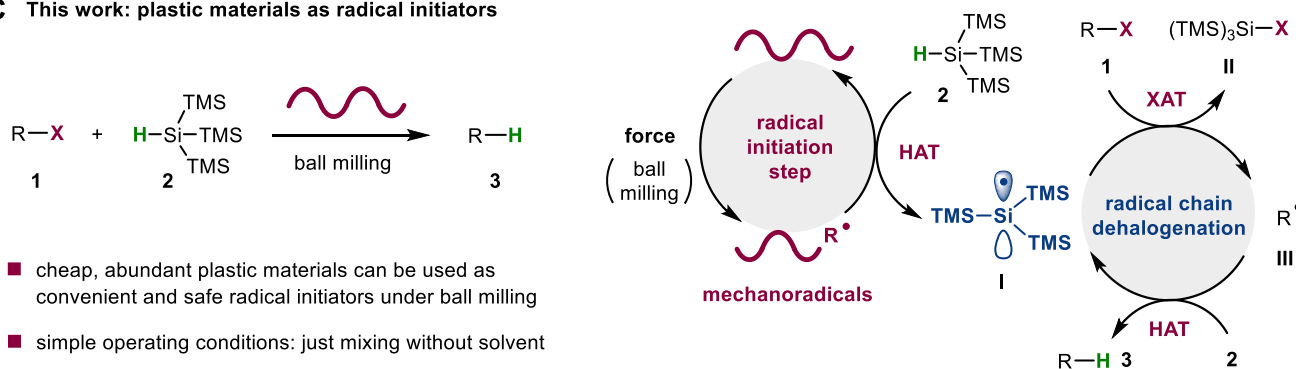 C This work: plastic materials as radical initiators
R—X + H—Si TMS TMS TMS ball milling R—H
1 2 3
cheap, abundant plastic materials can be used as
convenient and safe radical initiators under ball milling
simple operating conditions: just mixing without solvent
force
( ball
milling )
radical
initiation
step
R•
mechanoradicals
TMS
H—Si—TMS
TMS
2
HAT
TMS—Si
TMS
TMS
I
R—X (TMS)3Si—X
1 II
XAT
radical chain
dehalogenation
R•
III
HAT
R—H 3 2